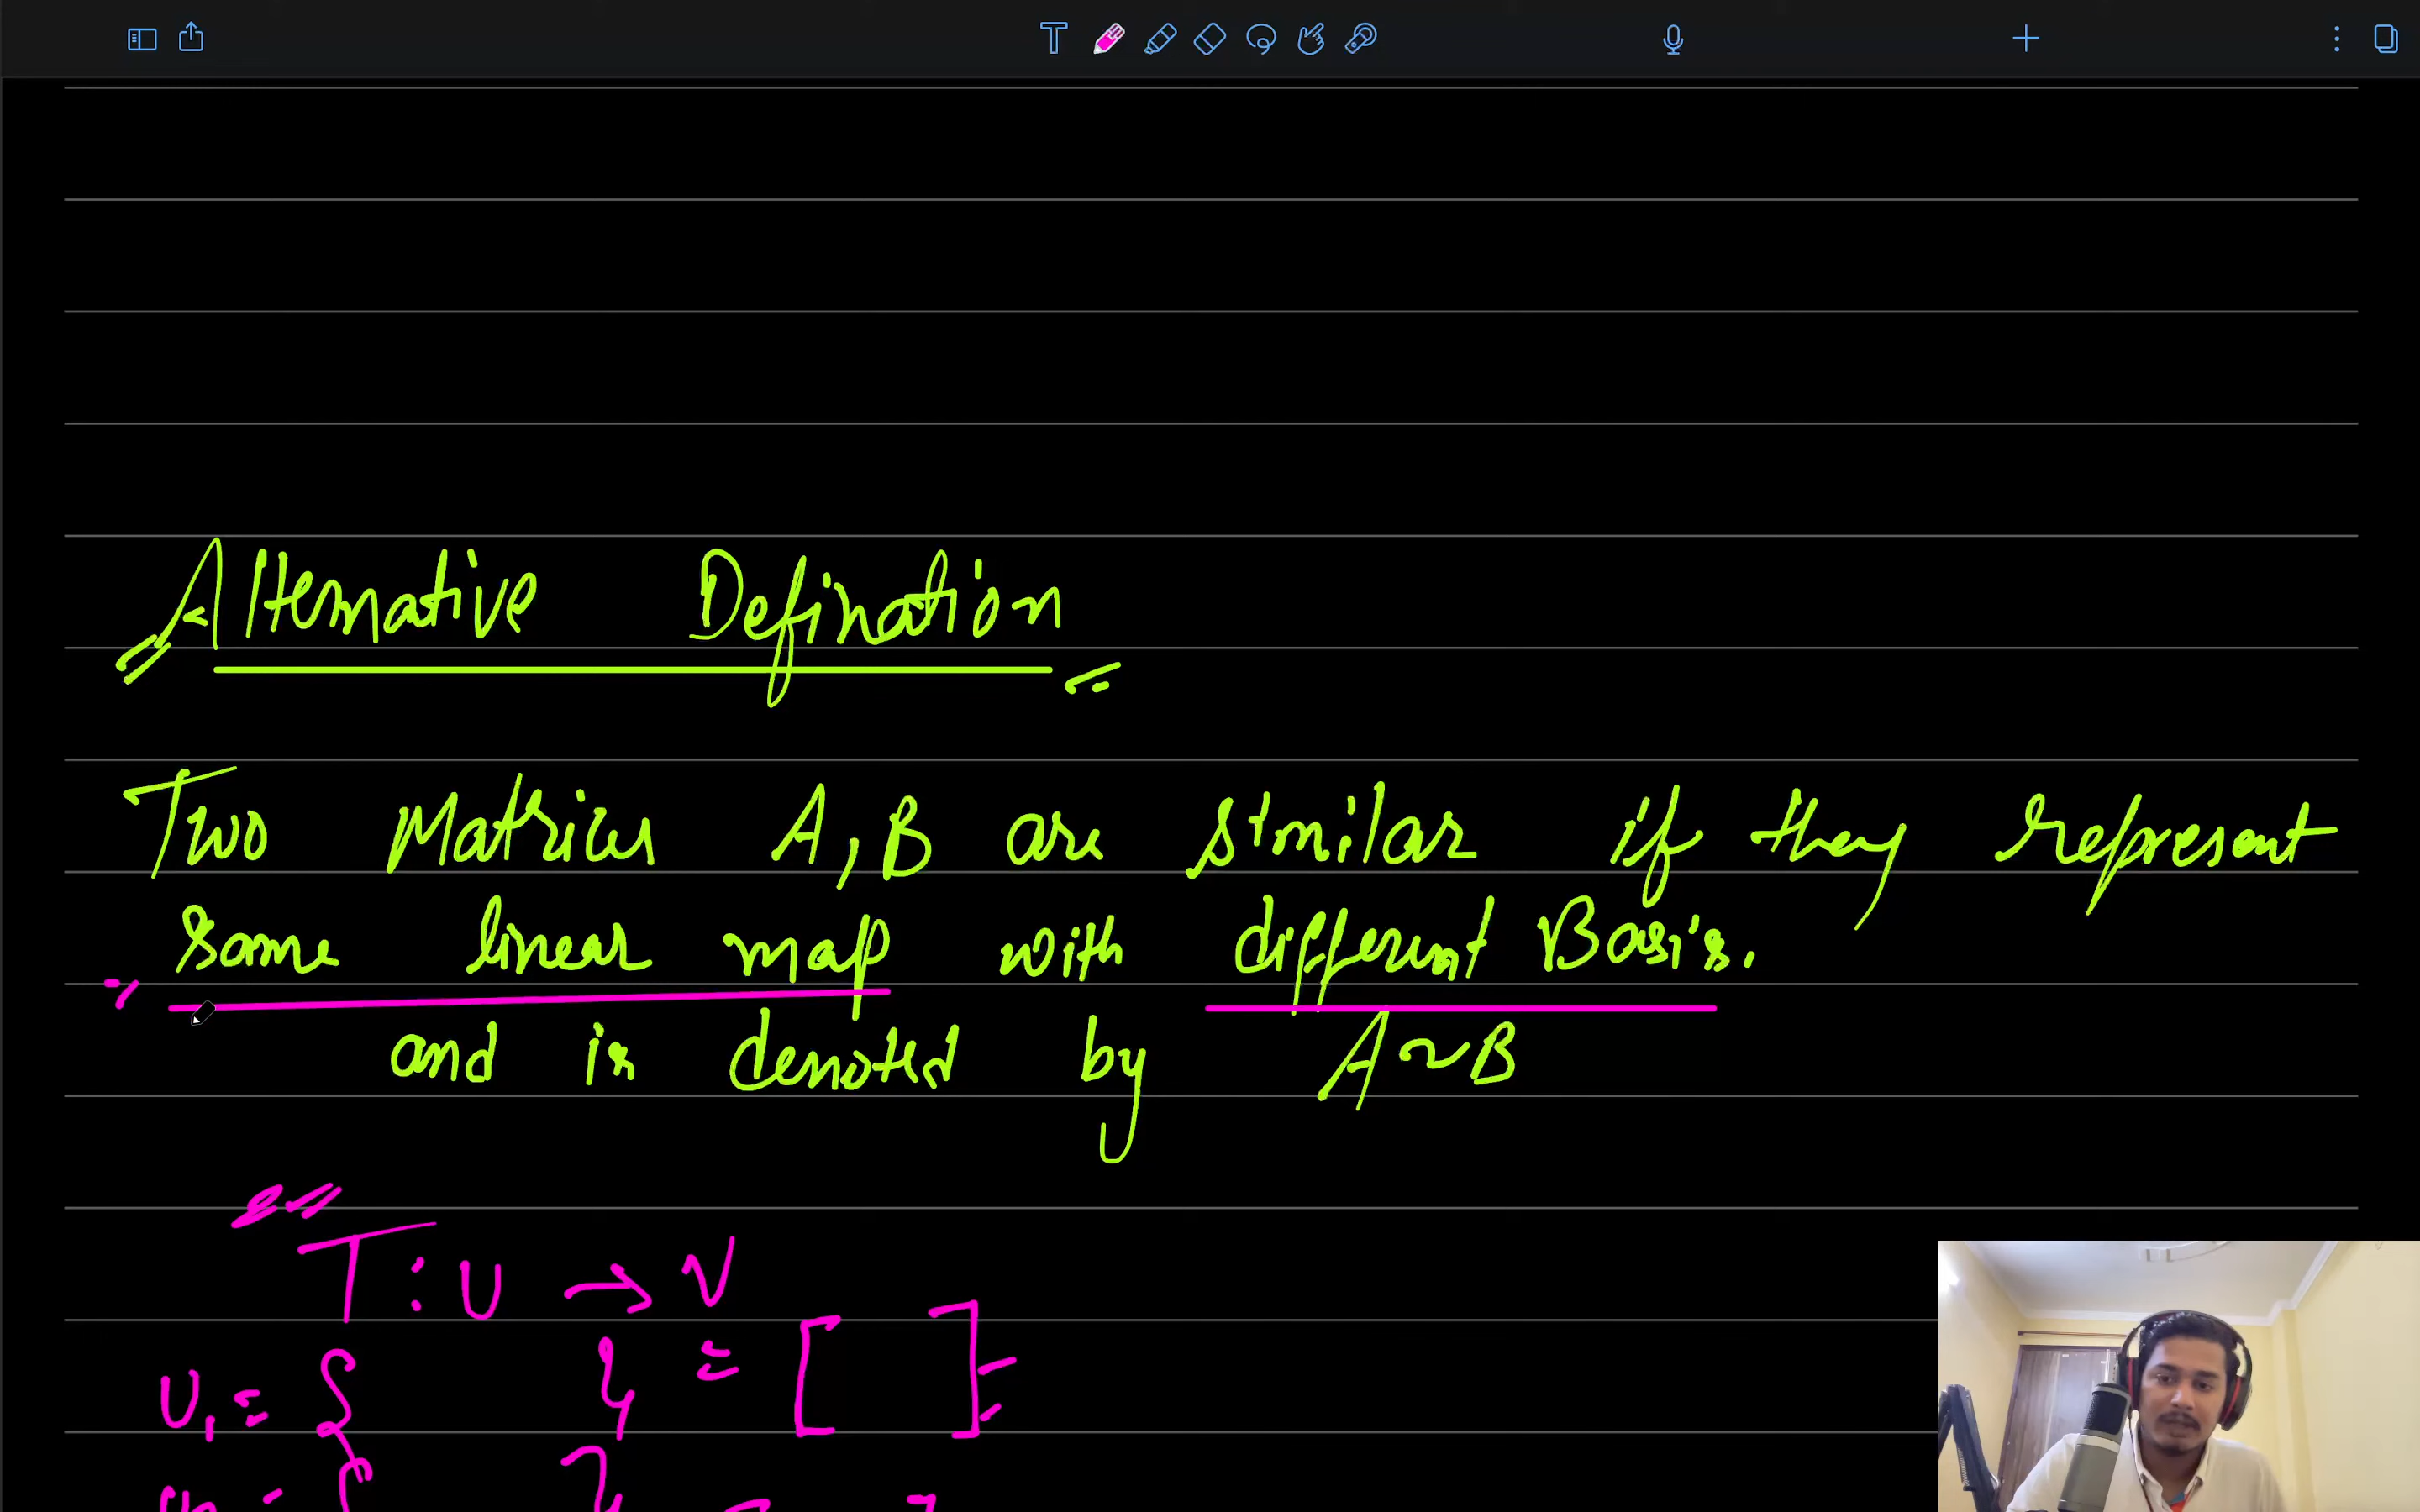 Alternative Defination
Two Matrices A, B are similar if they represent
same linear map with different Basis.
and is denoted by A ~ B
T : U → V
U₁ = { } = [ ]